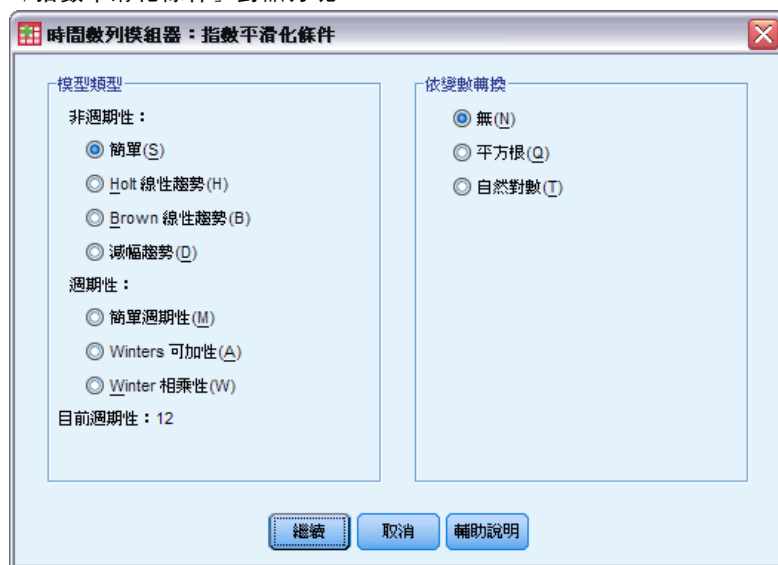 時間數列模組器：指數平滑化條件
模型類型
非週期性：
簡單(S)
Holt 線性趨勢(H)
Brown 線性趨勢(B)
減幅趨勢(D)
週期性：
簡單週期性(M)
Winters 可加性(A)
Winter 相乘性(W)
目前週期性：12
依變數轉換
無(N)
平方根(Q)
自然對數(T)
繼續 取消 輔助說明